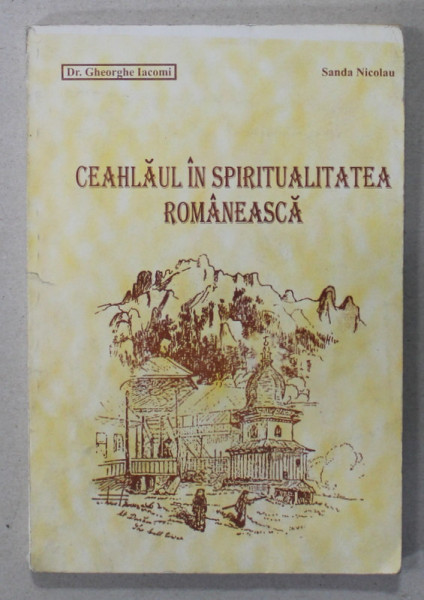 Dr. Gheorghe Iacomi
Sanda Nicolau
CEAHLĂUL ÎN SPIRITUALITATEA
ROMÂNEASCĂ